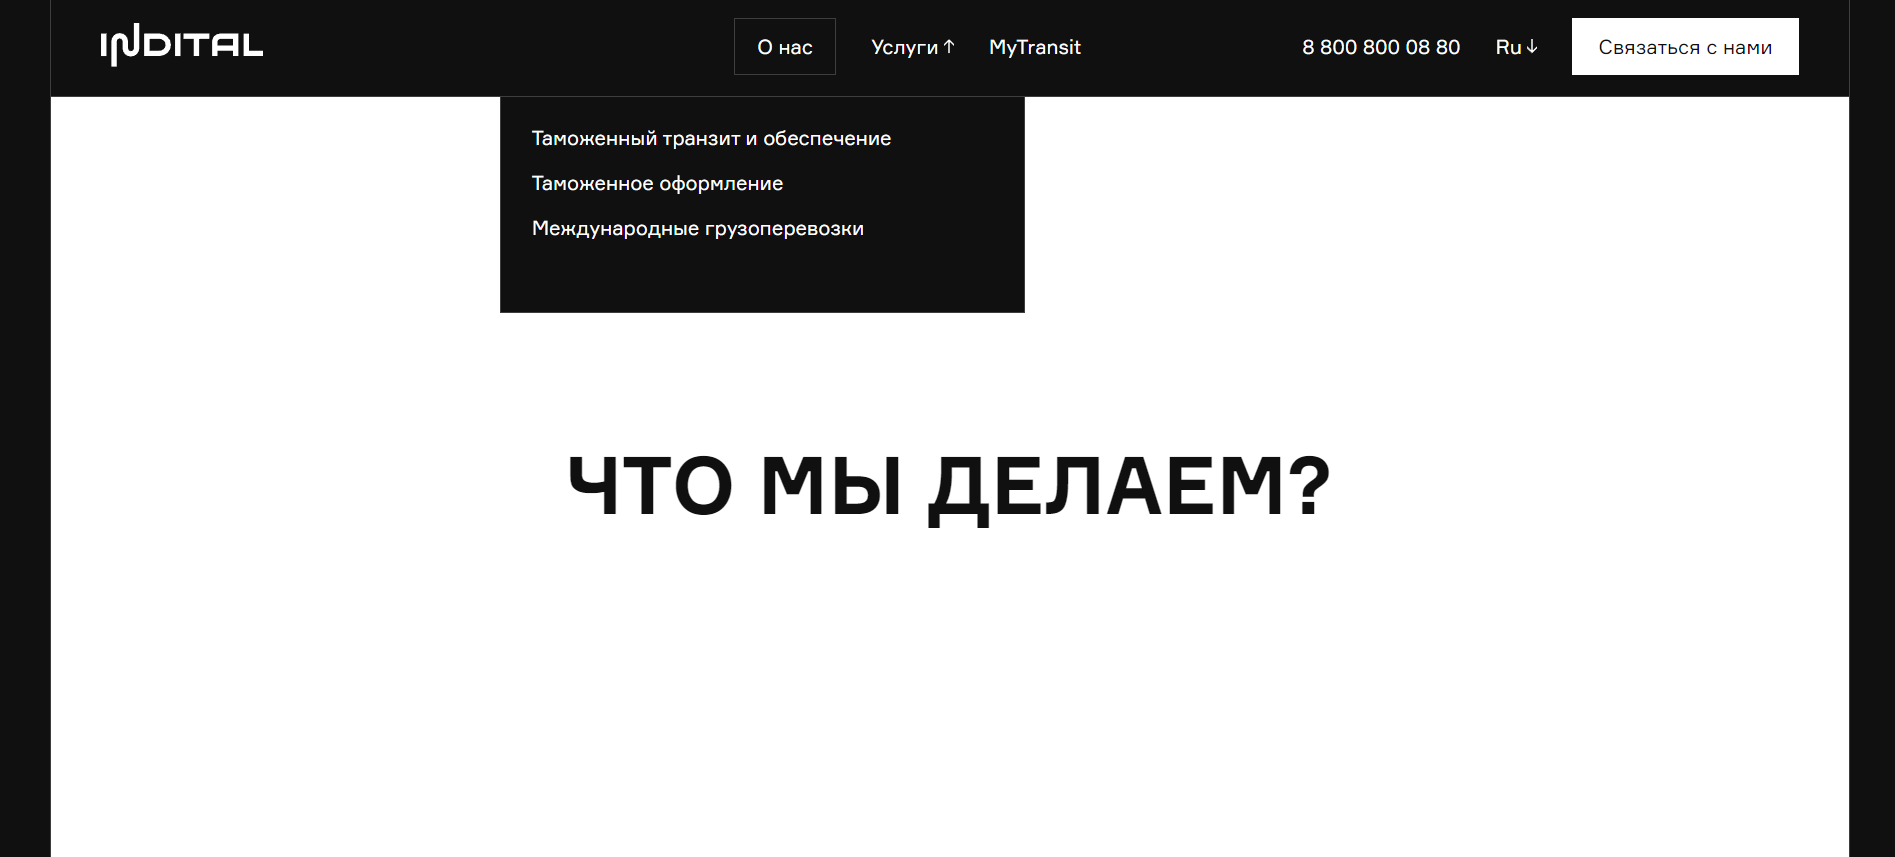 INDITAL
О нас
Услуги ↑
MyTransit
8 800 800 08 80
Ru ↓
Связаться с нами
Таможенный транзит и обеспечение
Таможенное оформление
Международные грузоперевозки
ЧТО МЫ ДЕЛАЕМ?